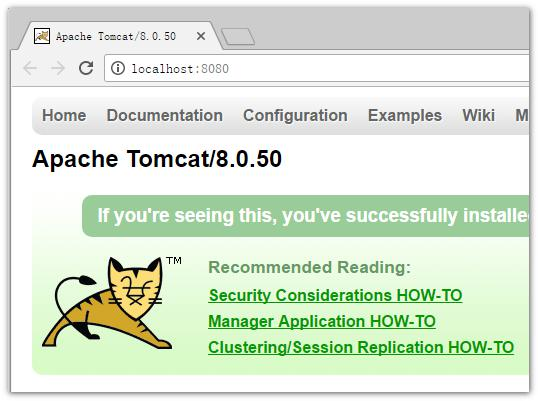 Apache Tomcat/8.0.50
localhost:8080
Home Documentation Configuration Examples Wiki M
Apache Tomcat/8.0.50
If you're seeing this, you've successfully installe
TM
Recommended Reading:
Security Considerations HOW-TO
Manager Application HOW-TO
Clustering/Session Replication HOW-TO